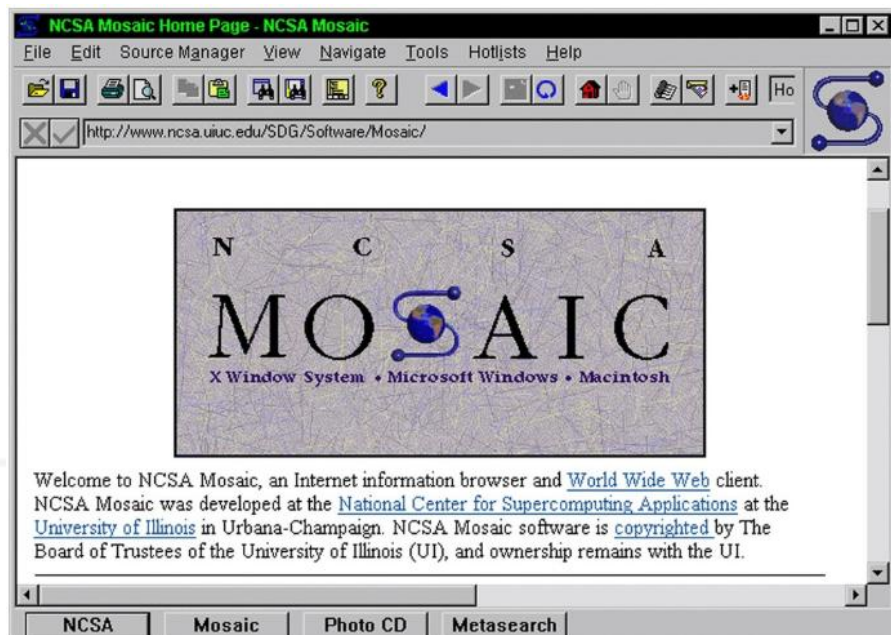 NCSA Mosaic Home Page - NCSA Mosaic
File Edit Source Manager View Navigate Tools Hotlists Help
Ho
http://www.ncsa.uiuc.edu/SDG/Software/Mosaic/
N C S A
MOSAIC
X Window System • Microsoft Windows • Macintosh
Welcome to NCSA Mosaic, an Internet information browser and World Wide Web client.
NCSA Mosaic was developed at the National Center for Supercomputing Applications at the
University of Illinois in Urbana-Champaign. NCSA Mosaic software is copyrighted by The
Board of Trustees of the University of Illinois (UI), and ownership remains with the UI.
NCSA Mosaic Photo CD Metasearch